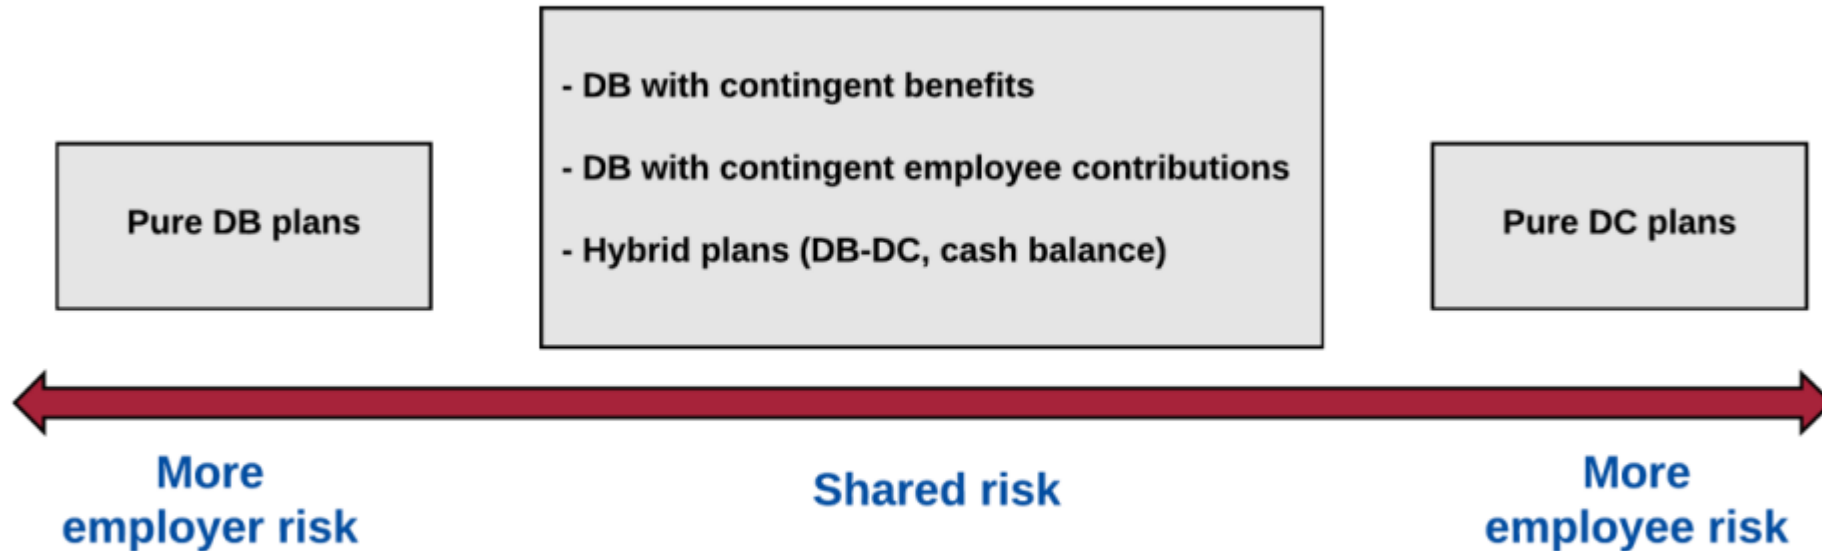 Pure DB plans
- DB with contingent benefits
- DB with contingent employee contributions
- Hybrid plans (DB-DC, cash balance)
Pure DC plans
More
employer risk
Shared risk
More
employee risk